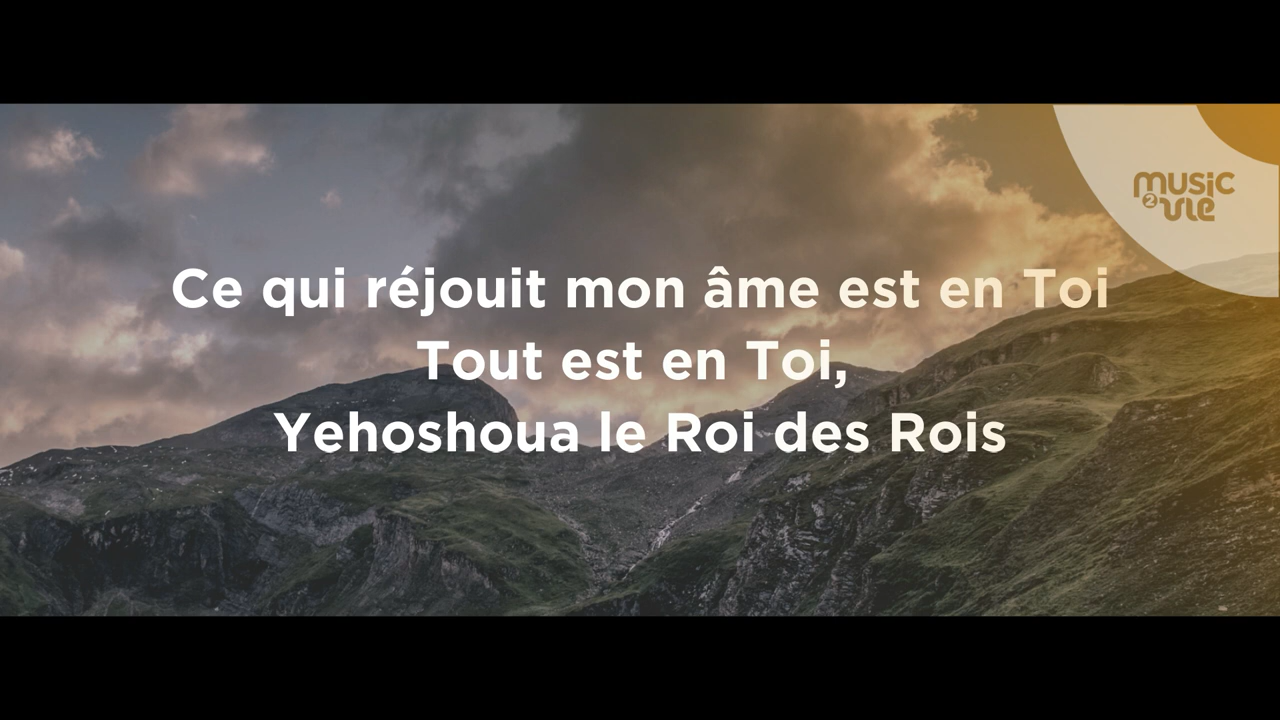 music
2 vie
Ce qui réjouit mon âme est en Toi
Tout est en Toi,
Yehoshoua le Roi des Rois